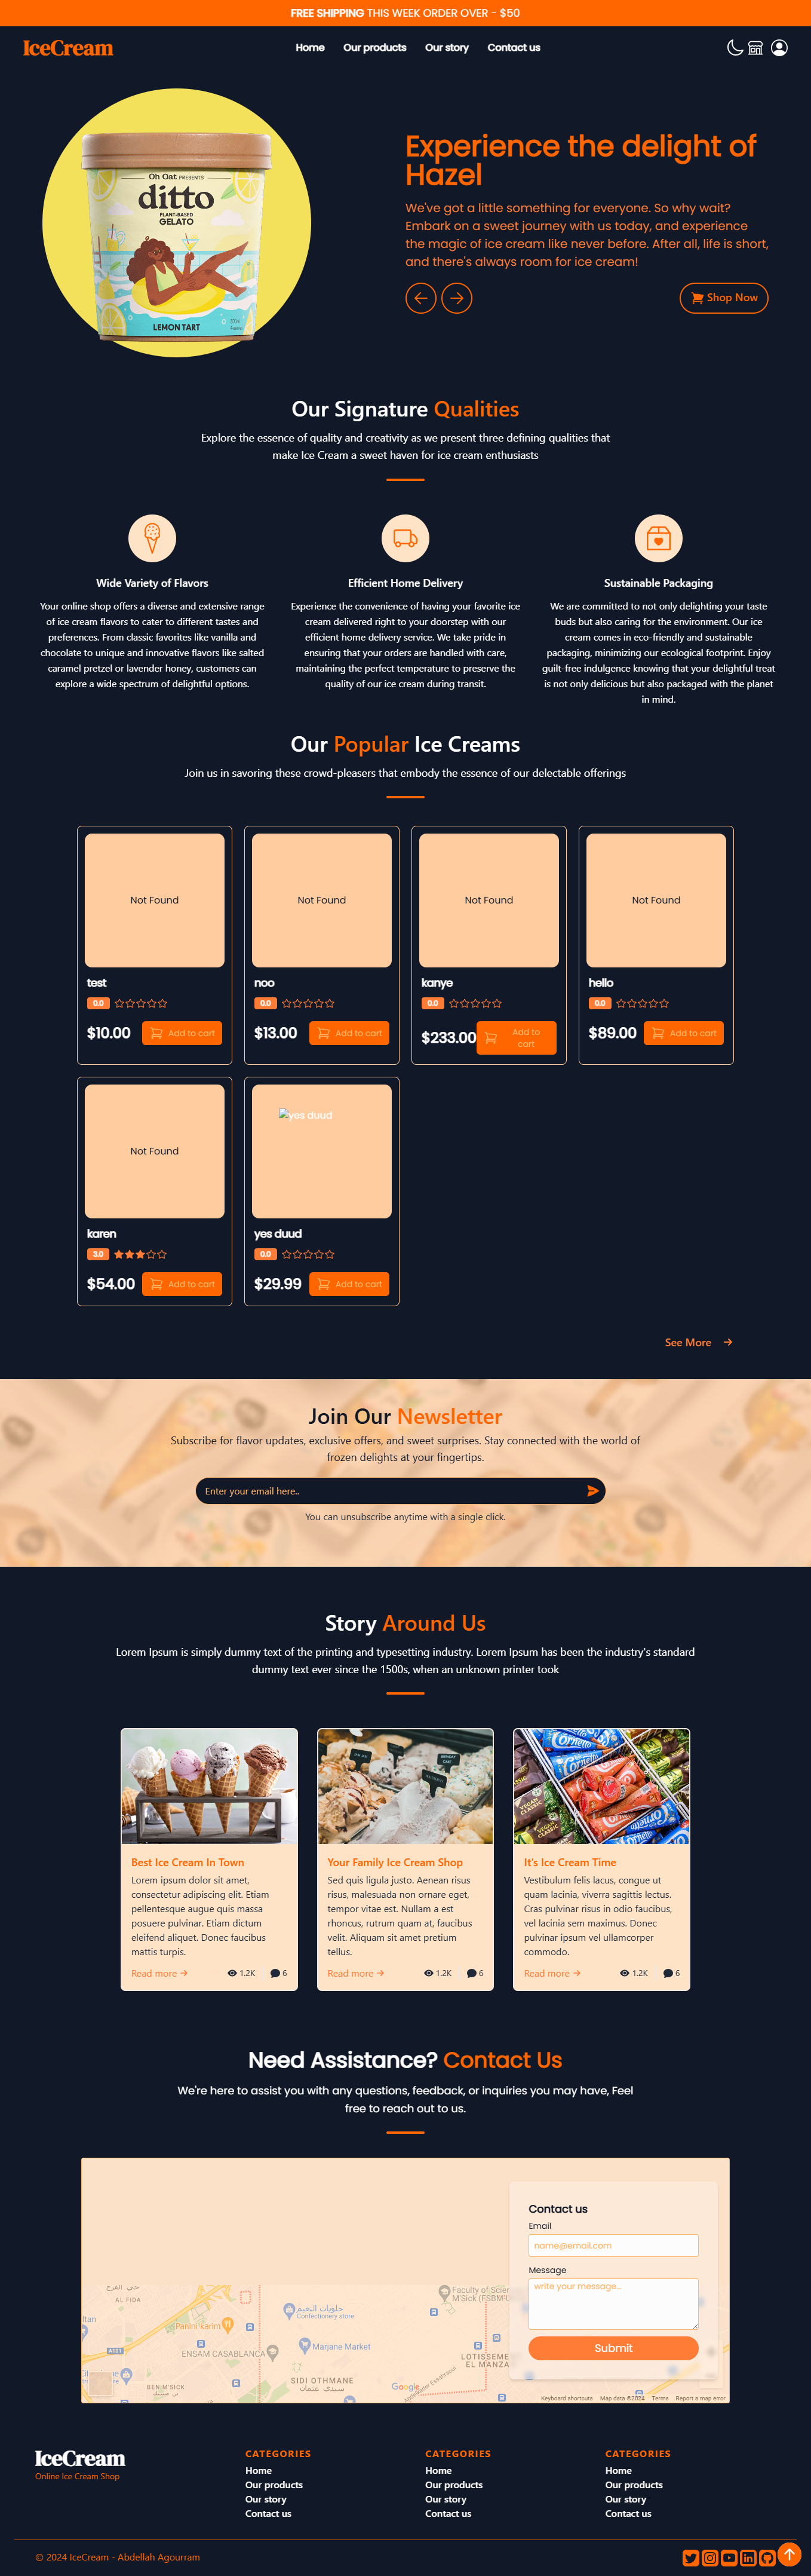 FREE SHIPPING THIS WEEK ORDER OVER - $50
IceCream
Home
Our products
Our story
Contact us
Oh Oat PRESENTS
ditto
PLANT-BASED
GELATO
LEMON TART
Experience the delight of
Hazel
We've got a little something for everyone. So why wait?
Embark on a sweet journey with us today, and experience
the magic of ice cream like never before. After all, life is short,
and there's always room for ice cream!
Shop Now
Our Signature Qualities
Explore the essence of quality and creativity as we present three defining qualities that
make Ice Cream a sweet haven for ice cream enthusiasts
Wide Variety of Flavors
Your online shop offers a diverse and extensive range
of ice cream flavors to cater to different tastes and
preferences. From classic favorites like vanilla and
chocolate to unique and innovative flavors like salted
caramel pretzel or lavender honey, customers can
explore a wide spectrum of delightful options.
Efficient Home Delivery
Experience the convenience of having your favorite ice
cream delivered right to your doorstep with our
efficient home delivery service. We take pride in
ensuring that your orders are handled with care,
maintaining the perfect temperature to preserve the
quality of our ice cream during transit.
Sustainable Packaging
We are committed to not only delighting your taste
buds but also caring for the environment. Our ice
cream comes in eco-friendly and sustainable
packaging, minimizing our ecological footprint. Enjoy
guilt-free indulgence knowing that your delightful treat
is not only delicious but also packaged with the planet
in mind.
Our Popular Ice Creams
Join us in savoring these crowd-pleasers that embody the essence of our delectable offerings
Not Found
test
0.0
$10.00
Add to cart
Not Found
noo
0.0
$13.00
Add to cart
Not Found
kanye
0.0
$233.00
Add to
cart
Not Found
hello
0.0
$89.00
Add to cart
Not Found
karen
3.0
$54.00
Add to cart
yes duud
yes duud
0.0
$29.99
Add to cart
See More
Join Our Newsletter
Subscribe for flavor updates, exclusive offers, and sweet surprises. Stay connected with the world of
frozen delights at your fingertips.
Enter your email here..
You can unsubscribe anytime with a single click.
Story Around Us
Lorem Ipsum is simply dummy text of the printing and typesetting industry. Lorem Ipsum has been the industry's standard
dummy text ever since the 1500s, when an unknown printer took
Best Ice Cream In Town
Lorem ipsum dolor sit amet,
consectetur adipiscing elit. Etiam
pellentesque augue quis massa
posuere pulvinar. Etiam dictum
eleifend aliquet. Donec faucibus
mattis turpis.
Read more
1.2K
6
Your Family Ice Cream Shop
Sed quis ligula justo. Aenean risus
risus, malesuada non ornare eget,
tempor vitae est. Nullam a est
rhoncus, rutrum quam at, faucibus
velit. Aliquam sit amet pretium
tellus.
Read more
1.2K
6
Cornetto
It's Ice Cream Time
Vestibulum felis lacus, congue ut
quam lacinia, viverra sagittis lectus.
Cras pulvinar risus in odio faucibus,
vel lacinia sem maximus. Donec
pulvinar ipsum vel ullamcorper
commodo.
Read more
1.2K
6
Need Assistance? Contact Us
We're here to assist you with any questions, feedback, or inquiries you may have, Feel
free to reach out to us.
AL FIDA
Panini karim
ENSAM CASABLANCA
BEN M'SICK
حلويات النعيم
Confectionery store
Marjane Market
SIDI OTHMANE
سيدي عثمان
Faculty of Scien
M'Sick (FSBM'U
LOTISSEME
EL MANZA
Google
Keyboard shortcuts
Map data ©2024
Terms
Report a map error
Contact us
Email
name@email.com
Message
write your message...
Submit
IceCream
Online Ice Cream Shop
CATEGORIES
Home
Our products
Our story
Contact us
CATEGORIES
Home
Our products
Our story
Contact us
CATEGORIES
Home
Our products
Our story
Contact us
© 2024 IceCream - Abdellah Agourram